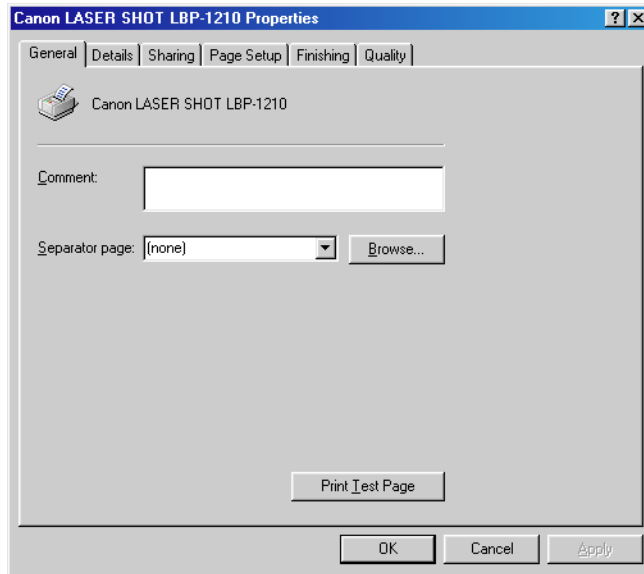 Canon LASER SHOT LBP-1210 Properties
General Details Sharing Page Setup Finishing Quality
Canon LASER SHOT LBP-1210
Comment:
Separator page: (none) Browse...
Print Test Page
OK Cancel Apply